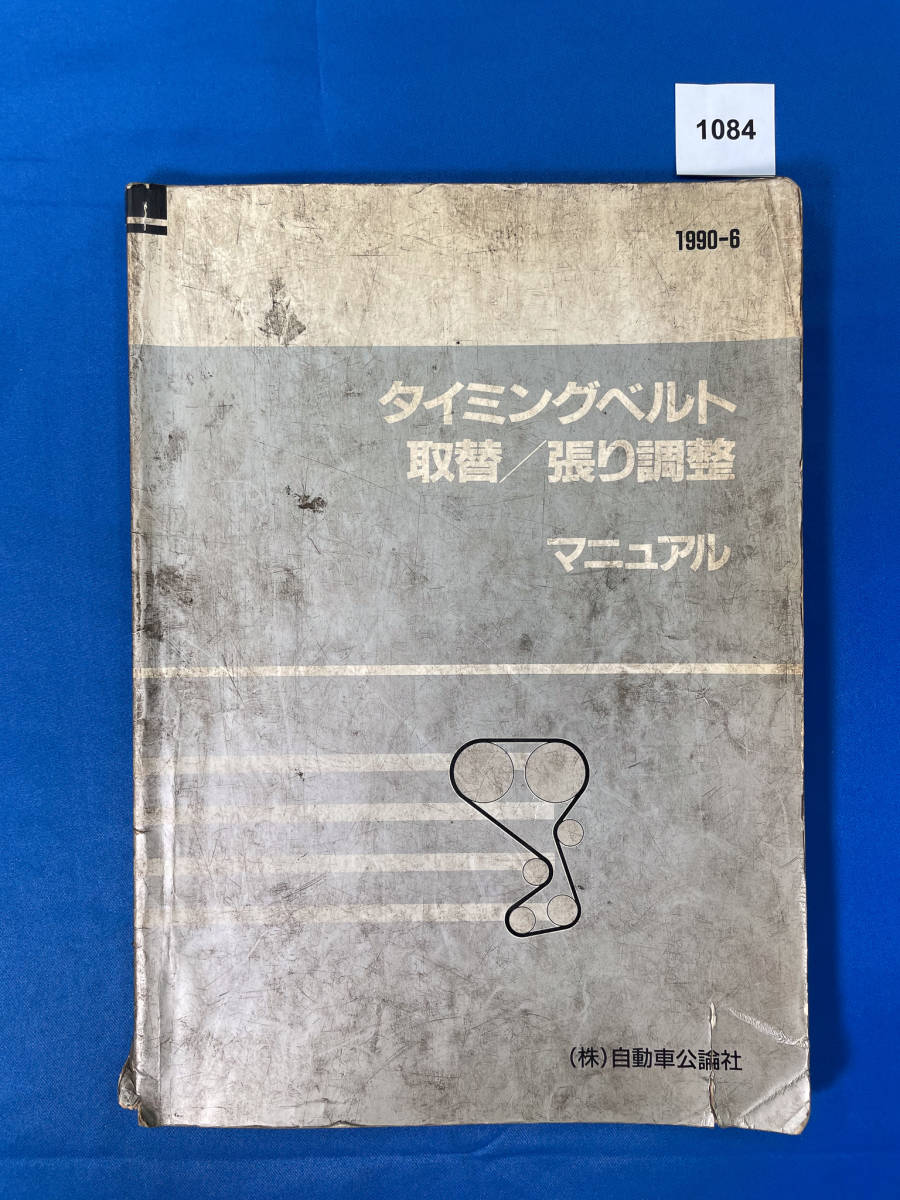 1084
1990-6
タイミングベルト
取替／張り調整
マニュアル
(株)自動車公論社